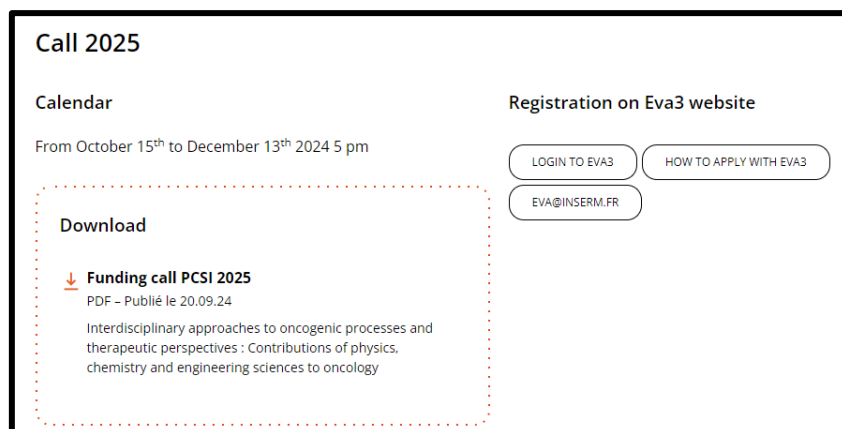 Call 2025
Calendar
From October 15th to December 13th 2024 5 pm
Download
Funding call PCSI 2025
PDF – Publié le 20.09.24
Interdisciplinary approaches to oncogenic processes and
therapeutic perspectives : Contributions of physics,
chemistry and engineering sciences to oncology
Registration on Eva3 website
LOGIN TO EVA3
HOW TO APPLY WITH EVA3
EVA@INSERM.FR